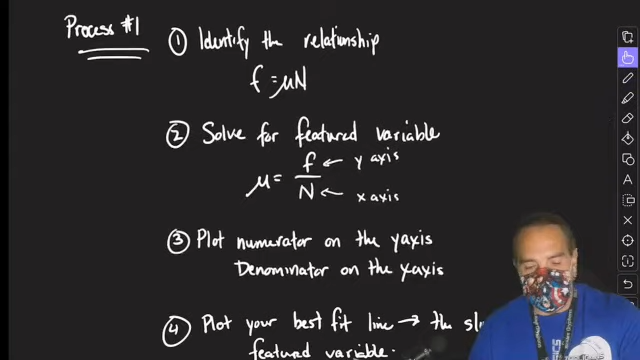 Process #1
① Identify the relationship
f = μN
② Solve for featured variable
μ = f/N
f ← y axis
N ← x axis
③ Plot numerator on the y axis
Denominator on the x axis
④ Plot your best fit line → the
featured variable.